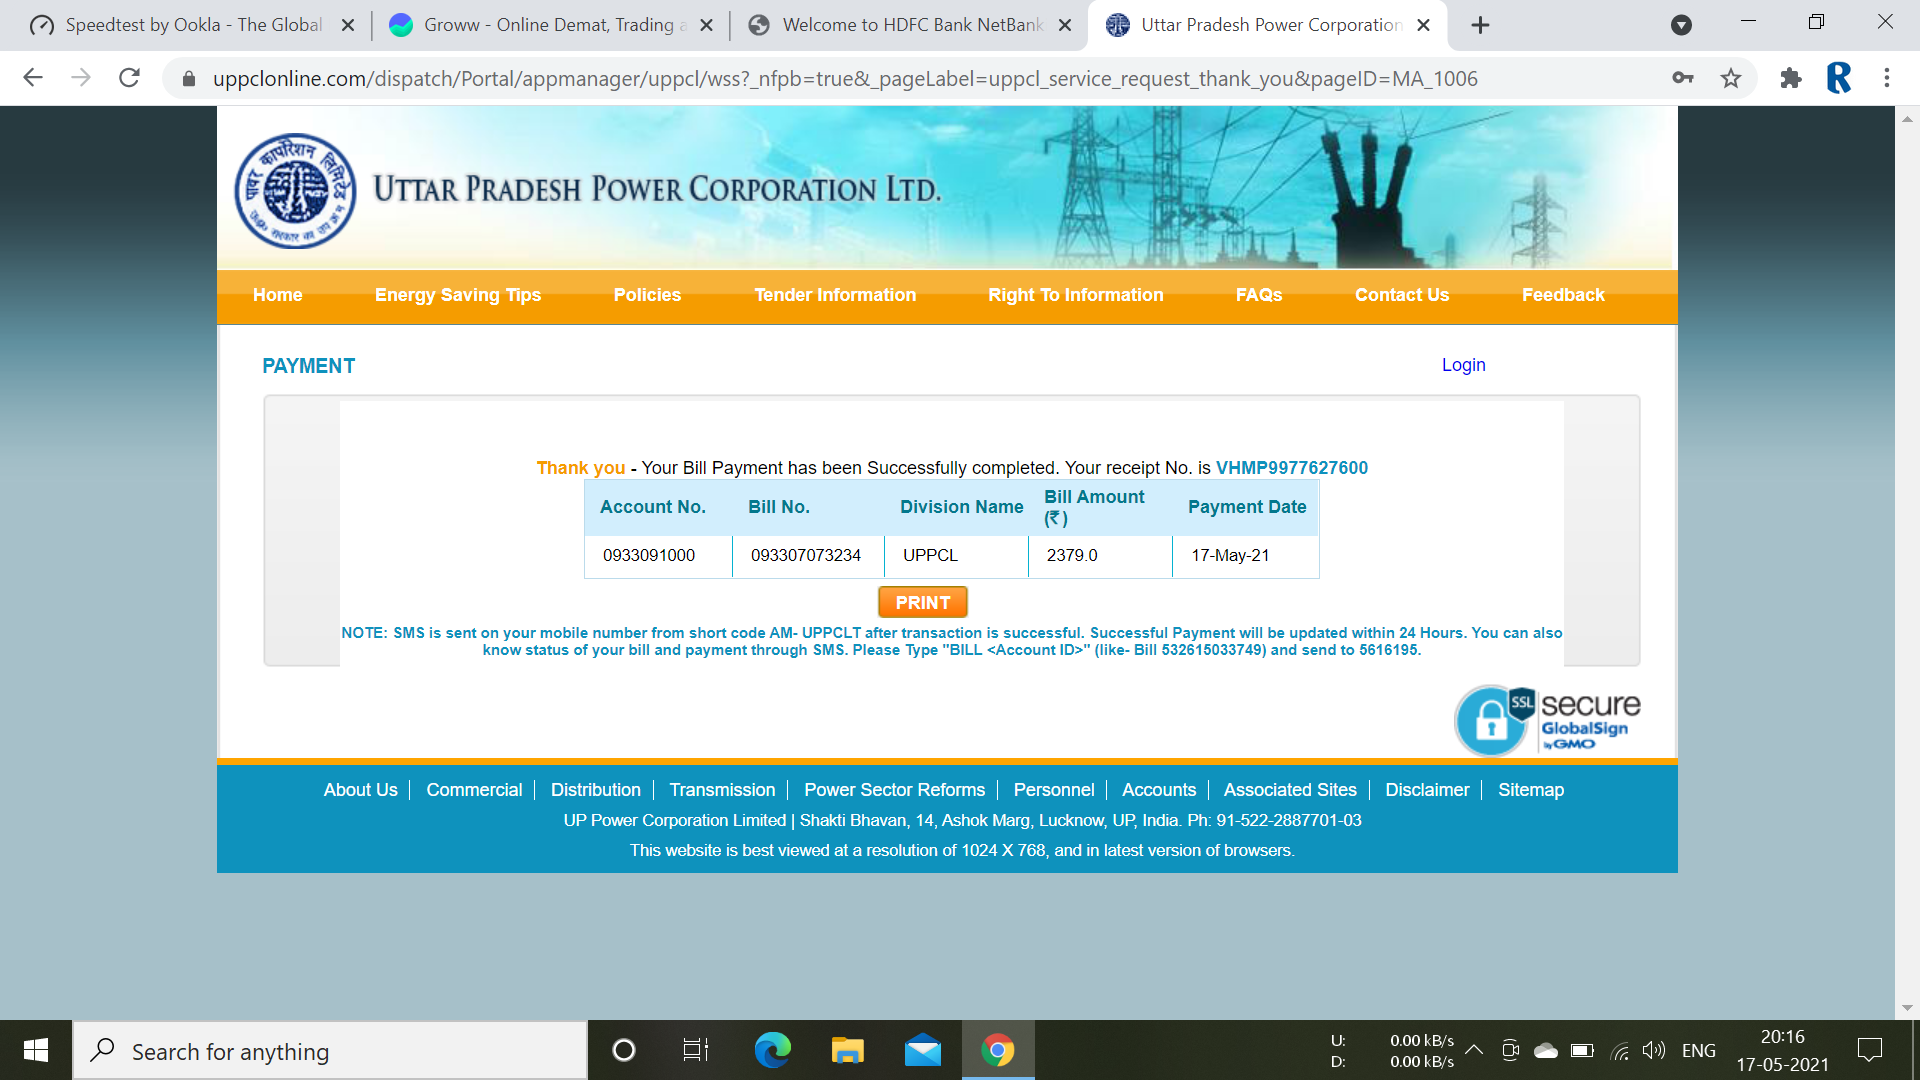 Speedtest by Ookla - The Global
Groww - Online Demat, Trading a
Welcome to HDFC Bank NetBank
Uttar Pradesh Power Corporation
uppclonline.com/dispatch/Portal/appmanager/uppcl/wss?_nfpb=true&_pageLabel=uppcl_service_request_thank_you&pageID=MA_1006
R
UTTAR PRADESH POWER CORPORATION LTD.
Home Energy Saving Tips Policies Tender Information Right To Information FAQs Contact Us Feedback
PAYMENT
Login
Thank you - Your Bill Payment has been Successfully completed. Your receipt No. is VHMP9977627600
Account No. Bill No. Division Name Bill Amount (₹) Payment Date
0933091000 093307073234 UPPCL 2379.0 17-May-21
PRINT
NOTE: SMS is sent on your mobile number from short code AM- UPPCLT after transaction is successful. Successful Payment will be updated within 24 Hours. You can also
know status of your bill and payment through SMS. Please Type "BILL <Account ID>" (like- Bill 532615033749) and send to 5616195.
SSL secure
GlobalSign
by GMO
About Us Commercial Distribution Transmission Power Sector Reforms Personnel Accounts Associated Sites Disclaimer Sitemap
UP Power Corporation Limited | Shakti Bhavan, 14, Ashok Marg, Lucknow, UP, India. Ph: 91-522-2887701-03
This website is best viewed at a resolution of 1024 X 768, and in latest version of browsers.
Search for anything
U: 0.00 kB/s
D: 0.00 kB/s
ENG
20:16
17-05-2021